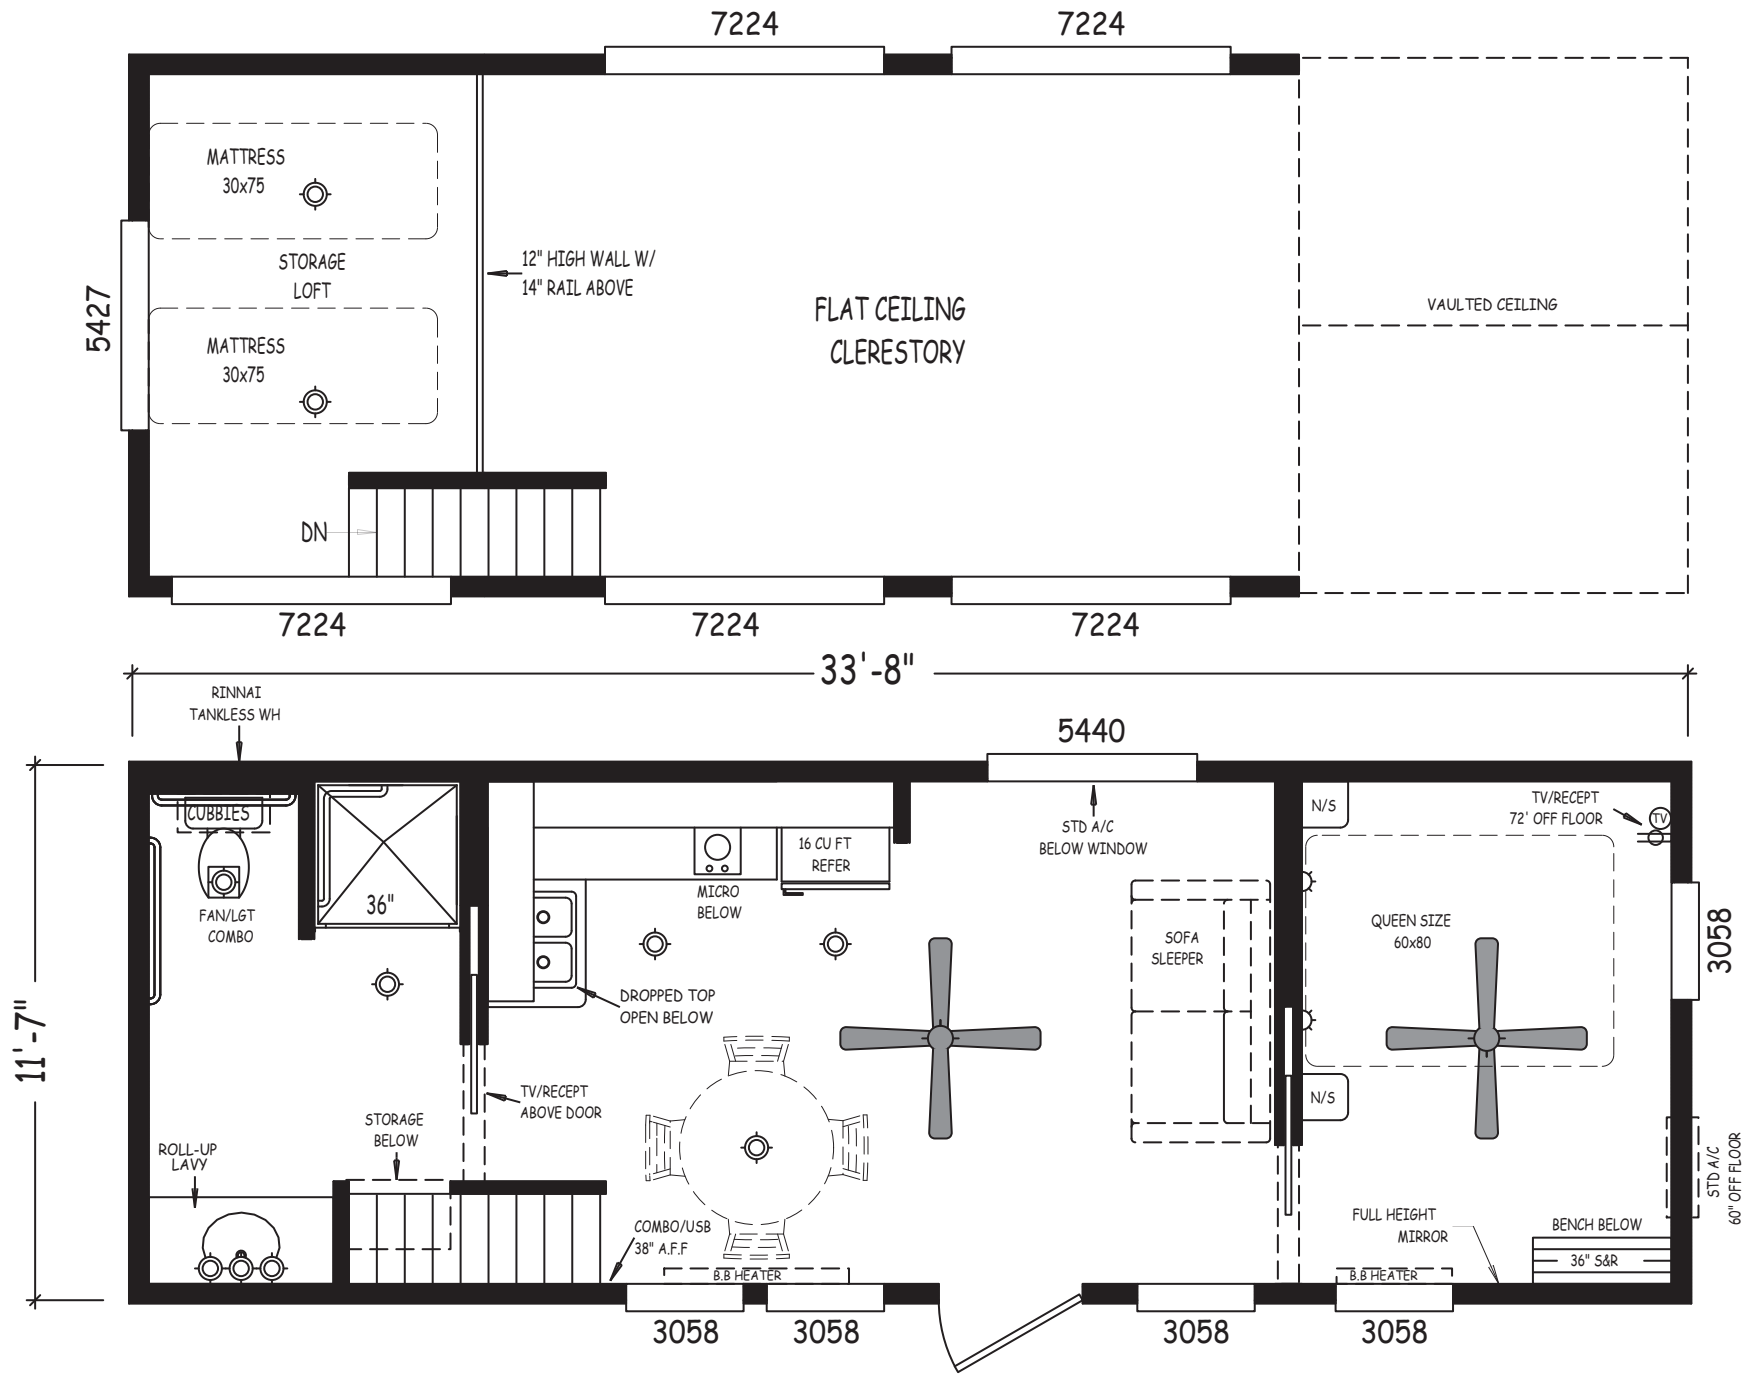 7224
7224
MATTRESS
30x75
STORAGE
LOFT
12" HIGH WALL W/
14" RAIL ABOVE
5427
FLAT CEILING
CLERESTORY
VAULTED CEILING
MATTRESS
30x75
DN
7224
7224
7224
33'-8"
RINNAI
TANKLESS WH
5440
CUBBIES
FAN/LGT
COMBO
36"
16 CU FT
REFER
MICRO
BELOW
STD A/C
BELOW WINDOW
N/S
TV/RECEPT
72' OFF FLOOR
TV
QUEEN SIZE
60x80
3058
SOFA
SLEEPER
DROPPED TOP
OPEN BELOW
11'-7"
TV/RECEPT
ABOVE DOOR
N/S
STORAGE
BELOW
ROLL-UP
LAVY
STD A/C
60" OFF FLOOR
COMBO/USB
38" A.F.F
FULL HEIGHT
MIRROR
BENCH BELOW
36" S&R
B.B HEATER
B.B HEATER
3058
3058
3058
3058